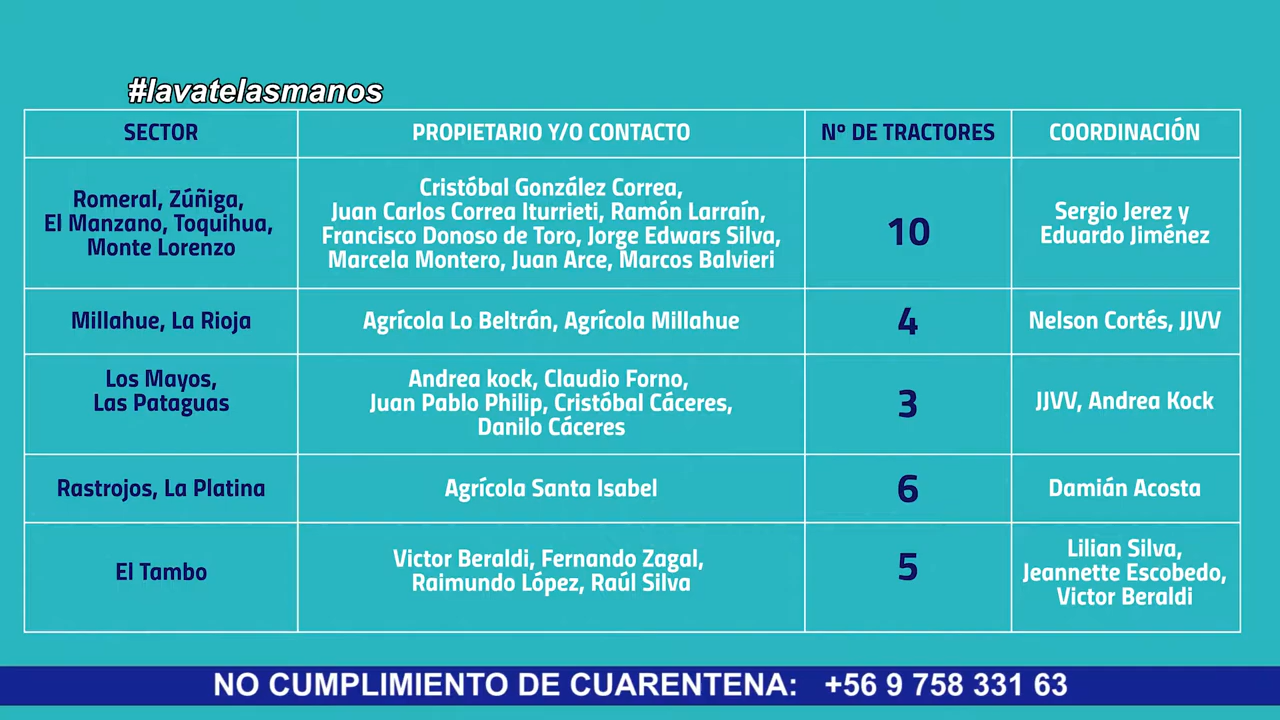 #lavatelasmanos
SECTOR
PROPIETARIO Y/O CONTACTO
Nº DE TRACTORES
COORDINACIÓN
Romeral, Zúñiga,
El Manzano, Toquihua,
Monte Lorenzo
Cristóbal González Correa,
Juan Carlos Correa Iturrieti, Ramón Larraín,
Francisco Donoso de Toro, Jorge Edwars Silva,
Marcela Montero, Juan Arce, Marcos Balvieri
10
Sergio Jerez y
Eduardo Jiménez
Millahue, La Rioja
Agrícola Lo Beltrán, Agrícola Millahue
4
Nelson Cortés, JJVV
Los Mayos,
Las Pataguas
Andrea kock, Claudio Forno,
Juan Pablo Philip, Cristóbal Cáceres,
Danilo Cáceres
3
JJVV, Andrea Kock
Rastrojos, La Platina
Agrícola Santa Isabel
6
Damián Acosta
El Tambo
Victor Beraldi, Fernando Zagal,
Raimundo López, Raúl Silva
5
Lilian Silva,
Jeannette Escobedo,
Victor Beraldi
NO CUMPLIMIENTO DE CUARENTENA: +56 9 758 331 63